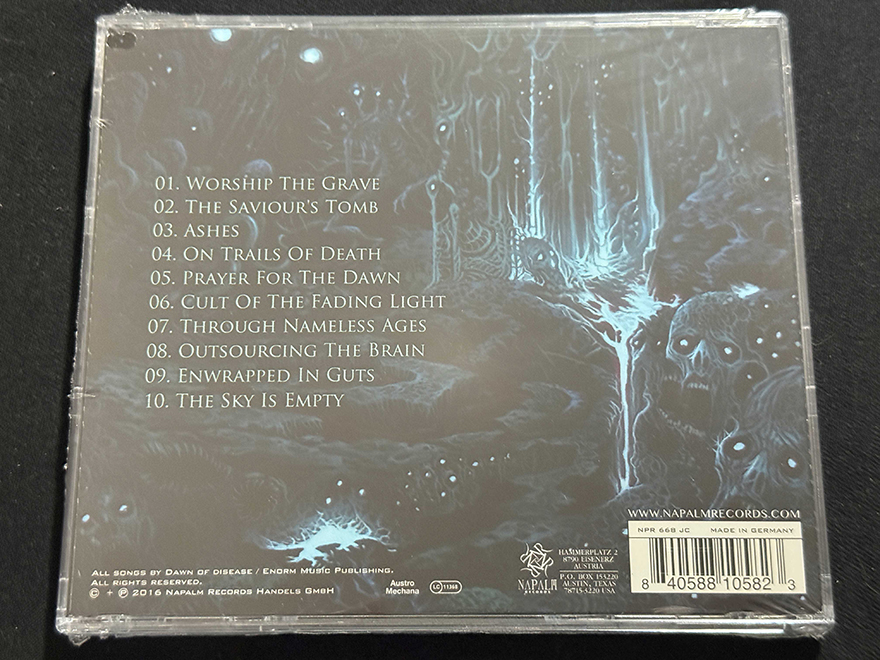 01. Worship The Grave
02. The Saviour's Tomb
03. Ashes
04. On Trails Of Death
05. Prayer For The Dawn
06. Cult Of The Fading Light
07. Through Nameless Ages
08. Outsourcing The Brain
09. Enwrapped In Guts
10. The Sky Is Empty
www.napalmrecords.com
NPR 668 JC MADE IN GERMANY
8 40588 10582 3
All songs by Dawn of disease / Enorm Music Publishing.
All rights reserved.
© + ℗ 2016 Napalm Records Handels GmbH
Austro
Mechana
LC 11368
NAPALM
RECORDS
HAMMERPLATZ 2
8790 EISENERZ
AUSTRIA
P.O. BOX 153220
AUSTIN, TEXAS
78715-3220 USA